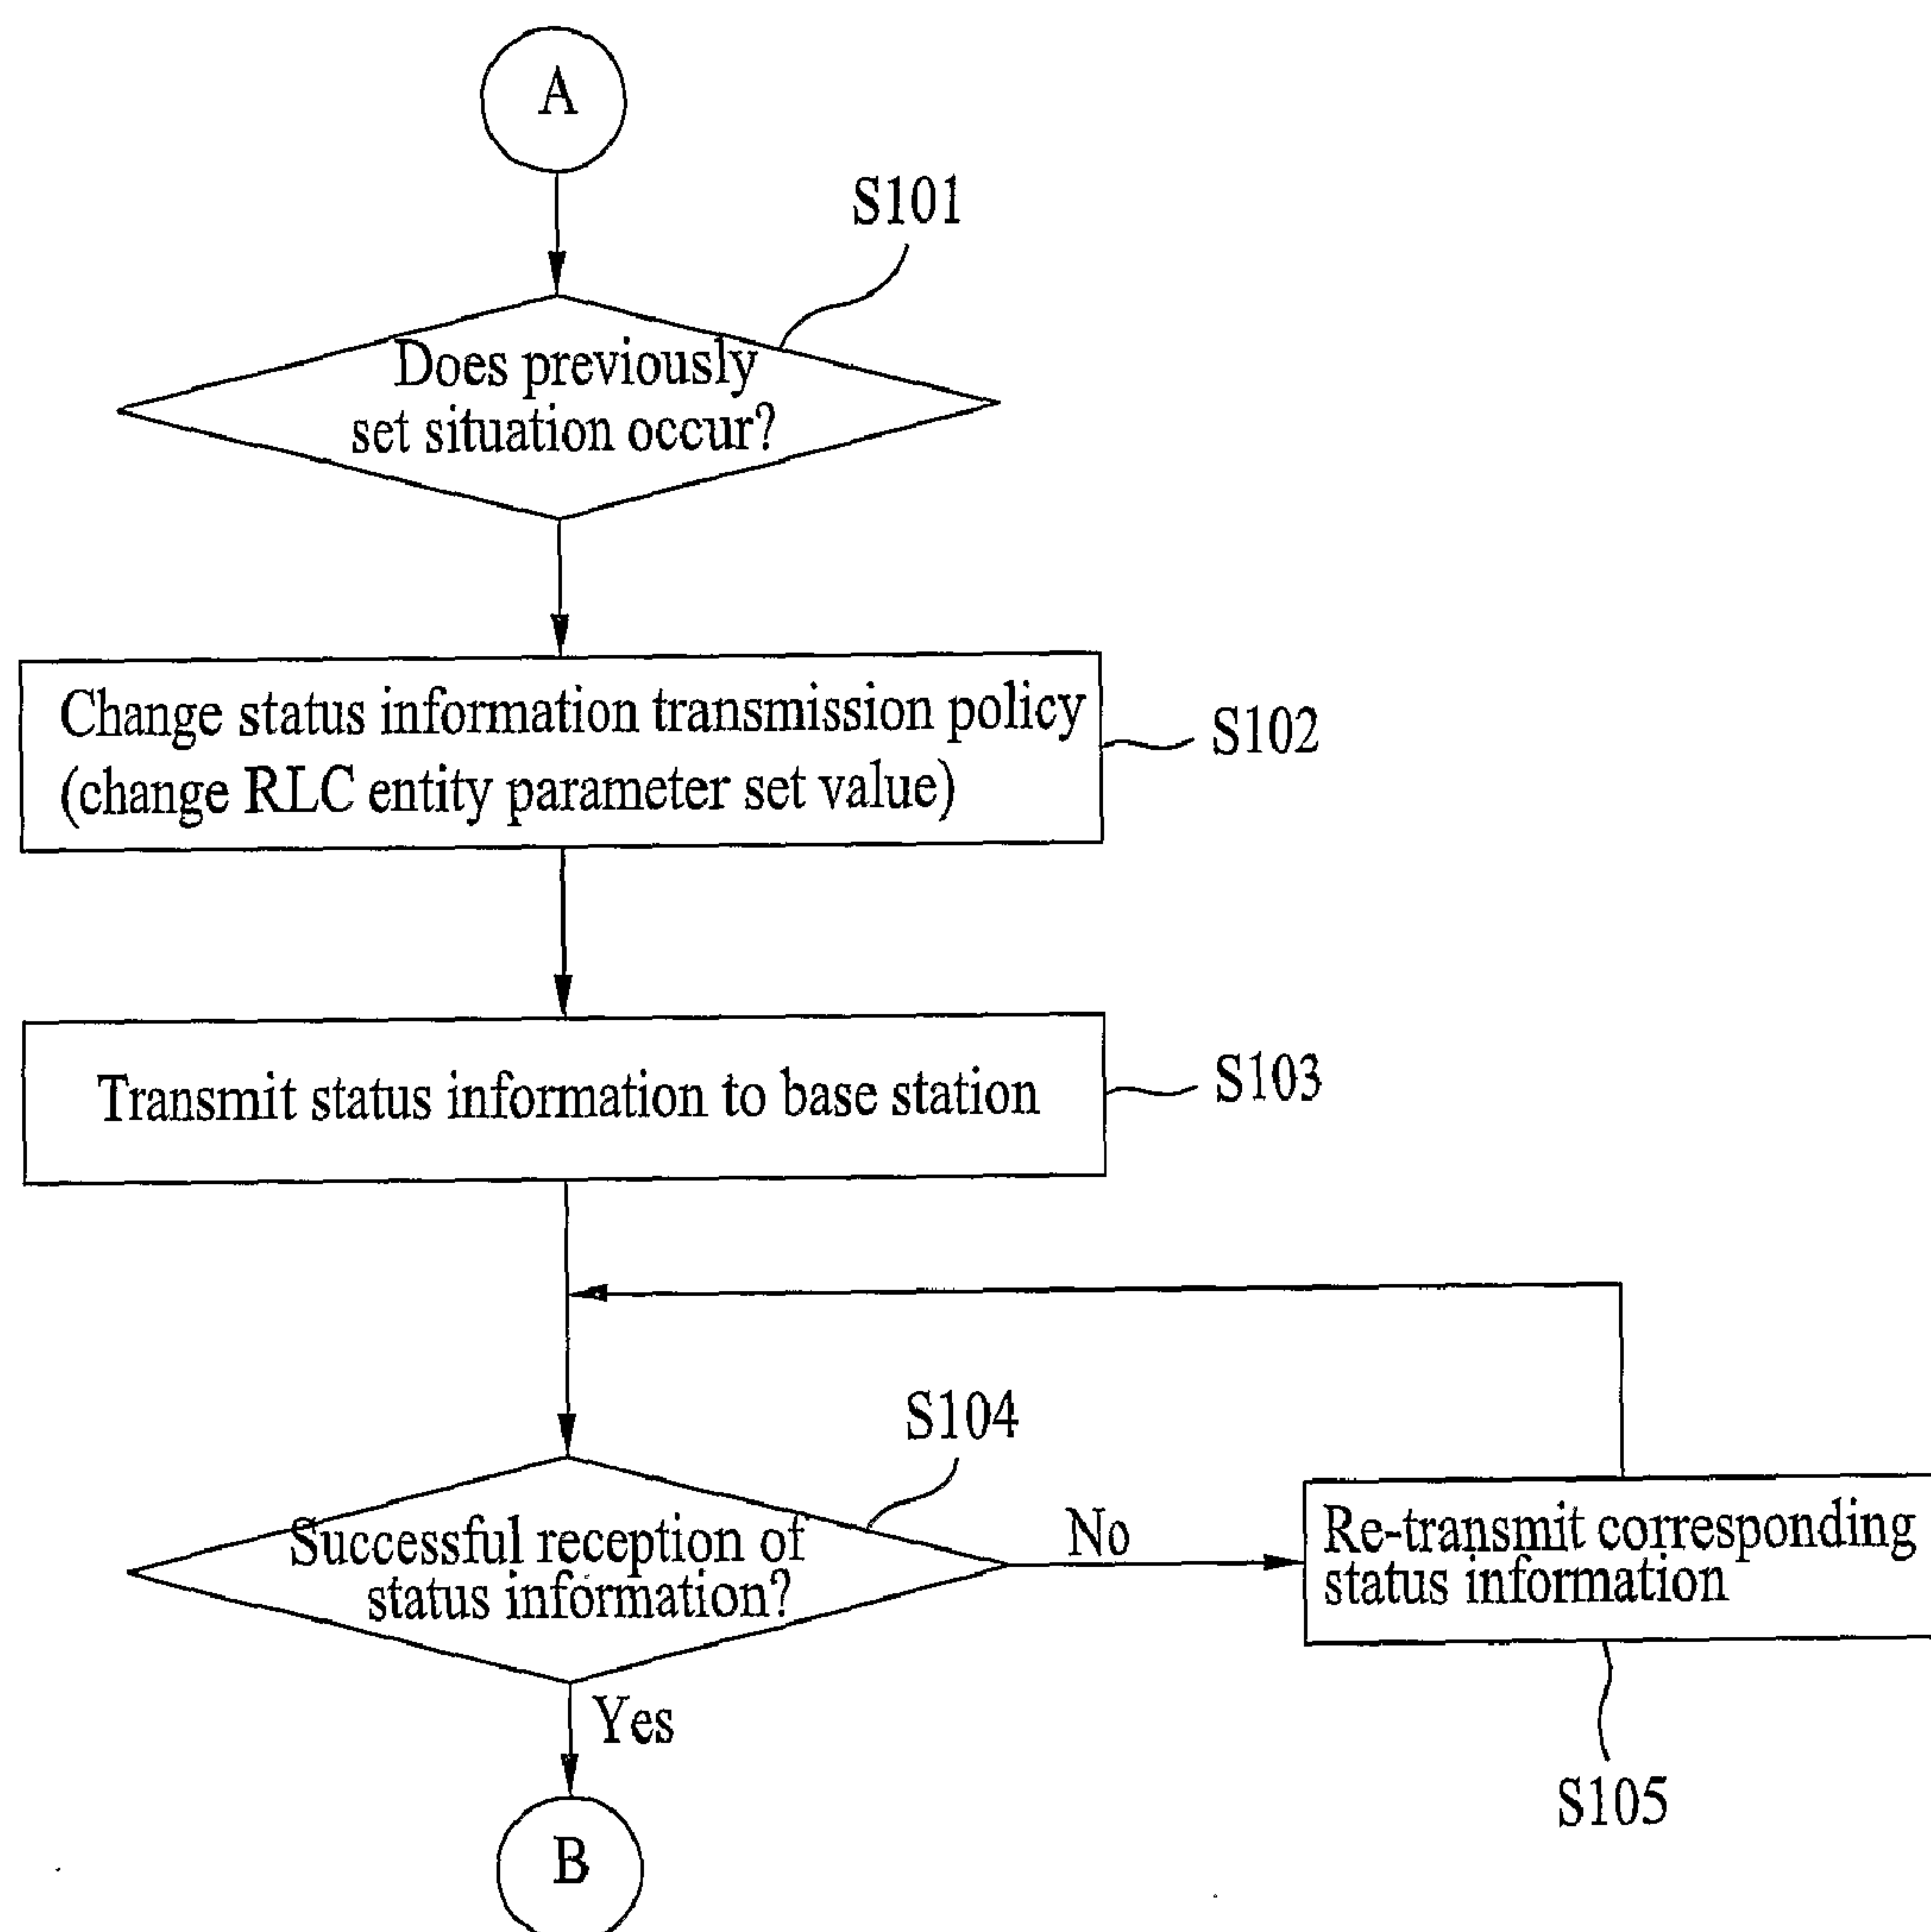 A
S101
Does previously
set situation occur?
Change status information transmission policy
(change RLC entity parameter set value)
S102
Transmit status information to base station
S103
S104
Successful reception of
status information?
No
Re-transmit corresponding
status information
Yes
S105
B